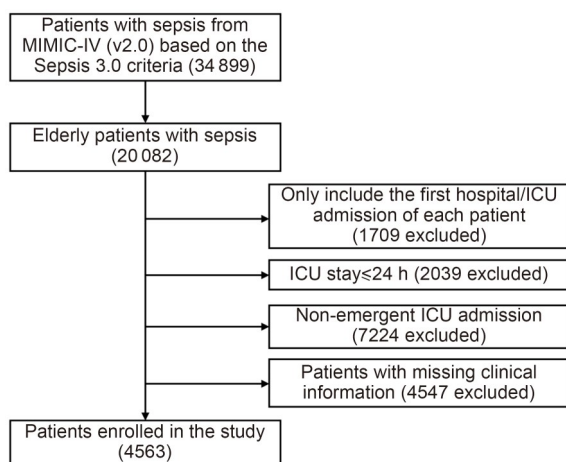 Patients with sepsis from
MIMIC-IV (v2.0) based on the
Sepsis 3.0 criteria (34 899)
Elderly patients with sepsis
(20 082)
Only include the first hospital/ICU
admission of each patient
(1709 excluded)
ICU stay⩽24 h (2039 excluded)
Non-emergent ICU admission
(7224 excluded)
Patients with missing clinical
information (4547 excluded)
Patients enrolled in the study
(4563)